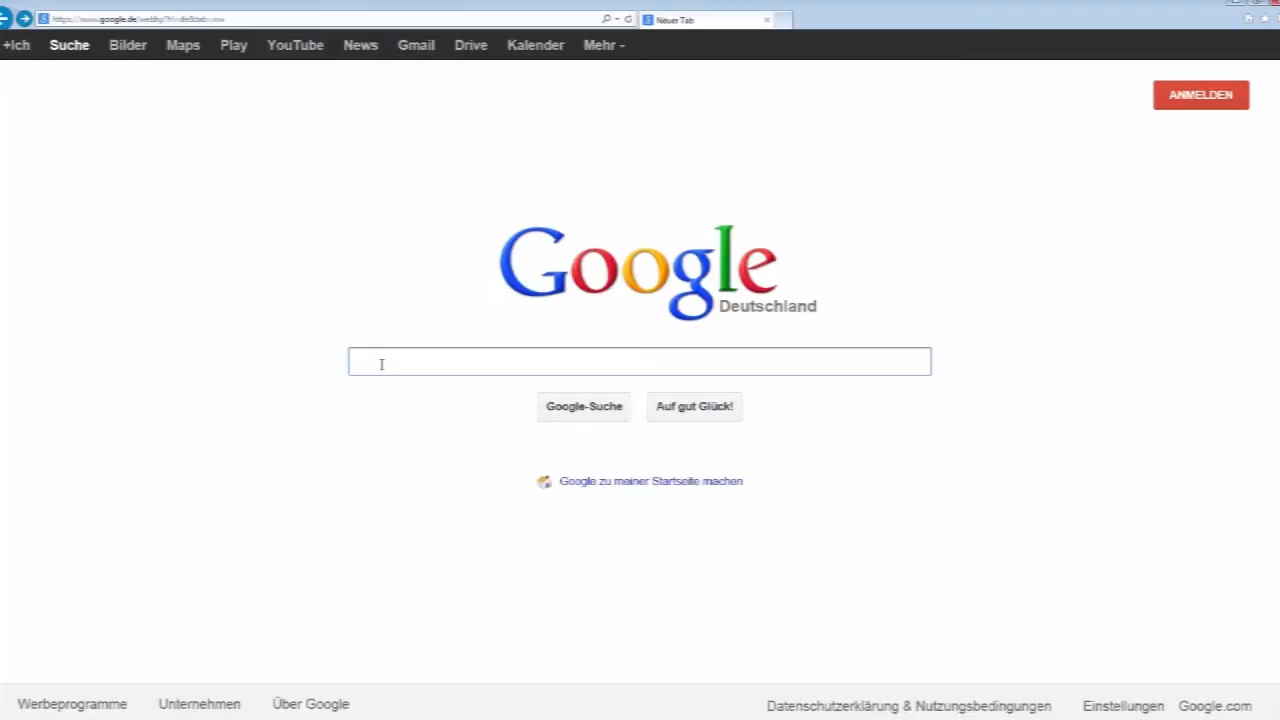 Neuer Tab
+Ich Suche Bilder Maps Play YouTube News Gmail Drive Kalender Mehr
ANMELDEN
Google
Deutschland
Google-Suche Auf gut Glück!
Google zu meiner Startseite machen
Werbeprogramme Unternehmen Über Google Datenschutzerklärung & Nutzungsbedingungen Einstellungen Google.com